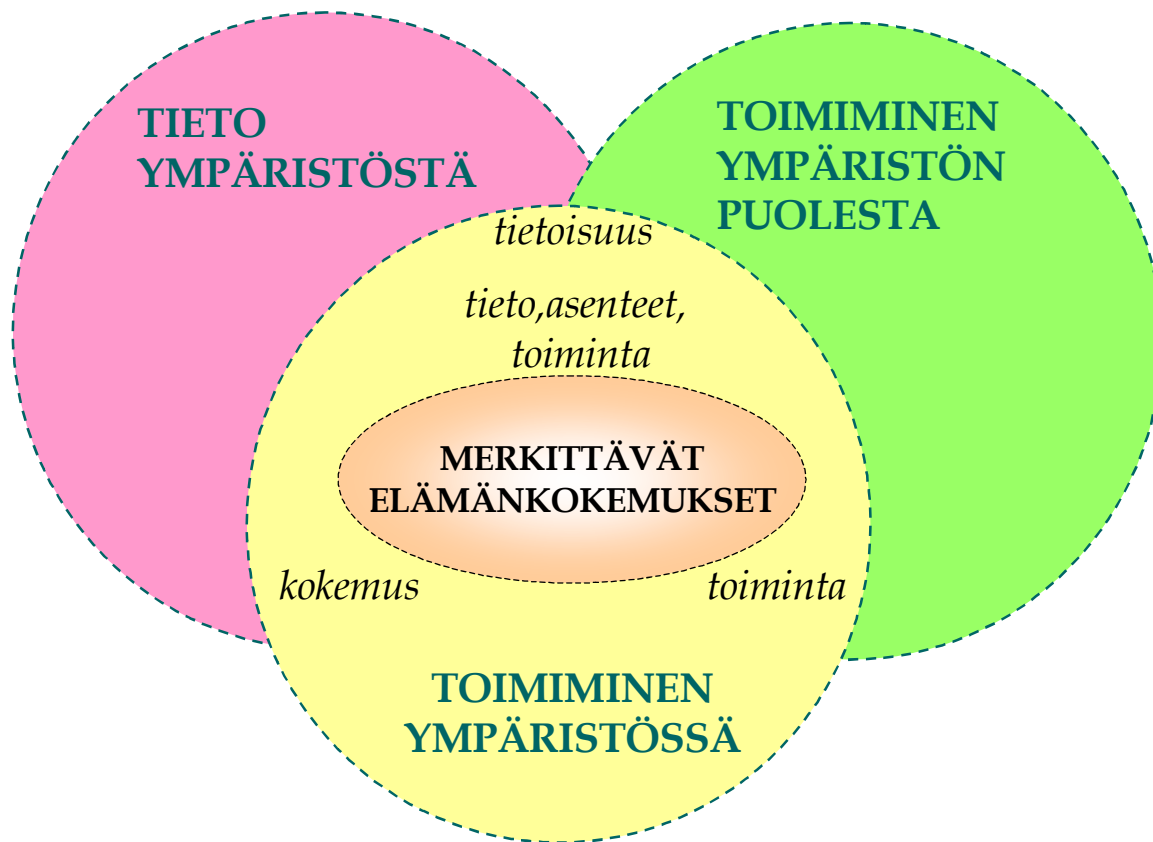 TIETO
YMPÄRISTÖSTÄ
TOIMIMINEN
YMPÄRISTÖN
PUOLESTA
tietoisuus
tieto,asenteet,
toiminta
MERKITTÄVÄT
ELÄMÄNKOKEMUKSET
kokemus
toiminta
TOIMIMINEN
YMPÄRISTÖSSÄ